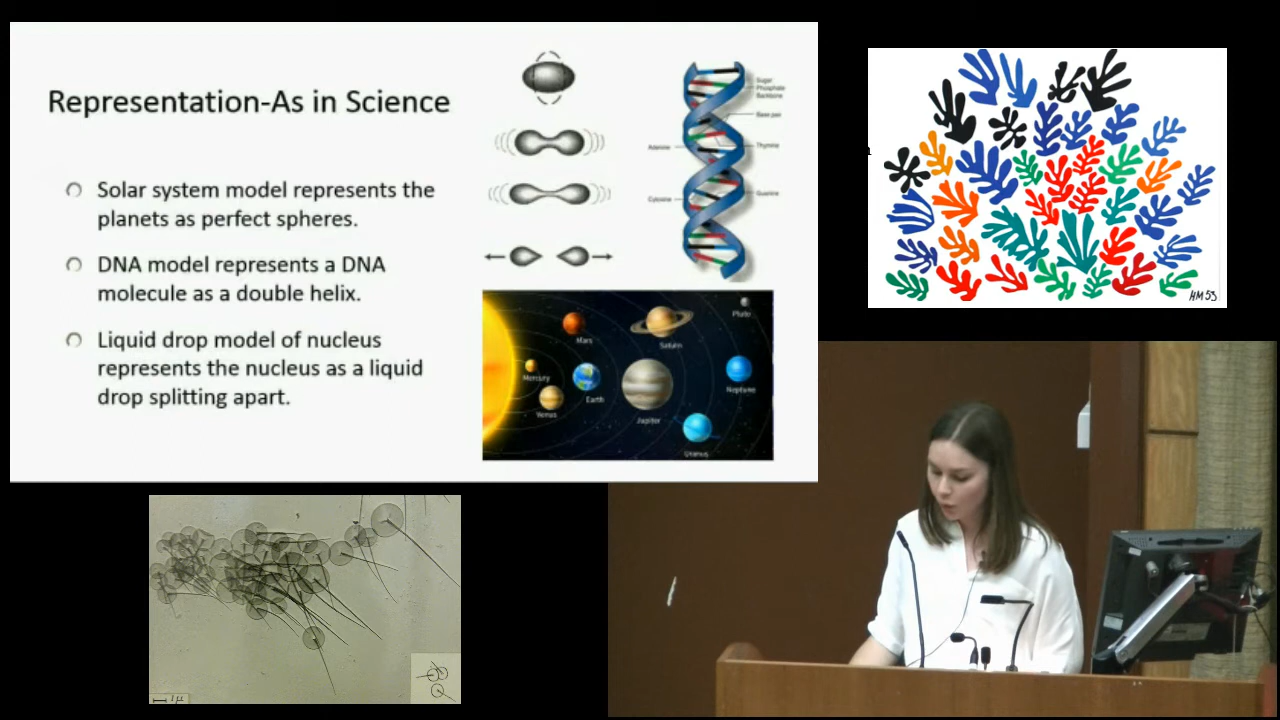 Representation-As in Science
Solar system model represents the
planets as perfect spheres.
DNA model represents a DNA
molecule as a double helix.
Liquid drop model of nucleus
represents the nucleus as a liquid
drop splitting apart.
Sugar
Phosphate
Backbone
Base pair
Adenine
Thymine
Cytosine
Guanine
Mars
Saturn
Pluto
Mercury
Earth
Venus
Jupiter
Neptune
Uranus
HM 53
1 μ